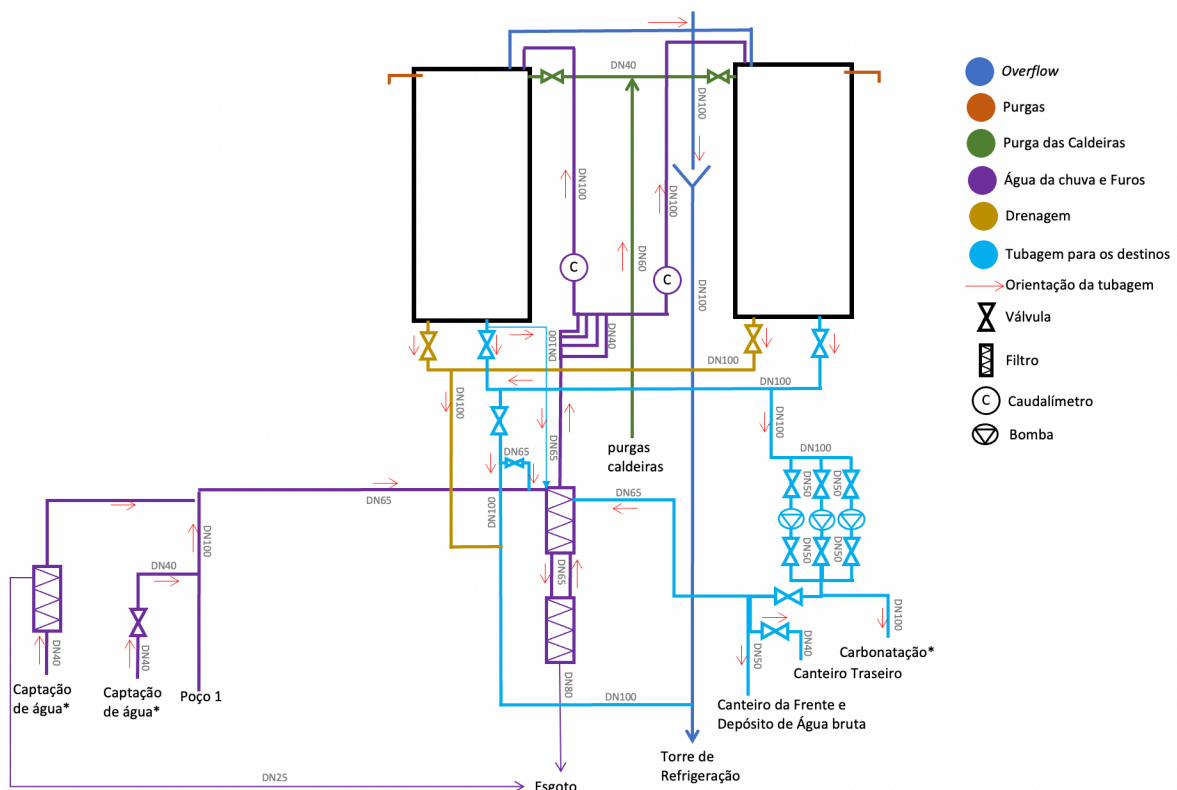 DN40
DN100
DN100
DN100
DN60
DN100
C
C
DN100
DN40
DN100
DN100
DN100
DN100
DN100
DN65
DN65
DN100
DN65
DN65
DN100
DN40
DN65
DN50
DN50
DN50
DN50
purgas
caldeiras
DN40
DN40
DN80
DN100
DN50
DN40
DN100
Carbonatação*
Canteiro Traseiro
Captação
de água*
Captação
de água*
Poço 1
Canteiro da Frente e
Depósito de Água bruta
Torre de
Refrigeração
DN25
Esgoto
Overflow
Purgas
Purga das Caldeiras
Água da chuva e Furos
Drenagem
Tubagem para os destinos
Orientação da tubagem
Válvula
Filtro
C
Caudalímetro
Bomba